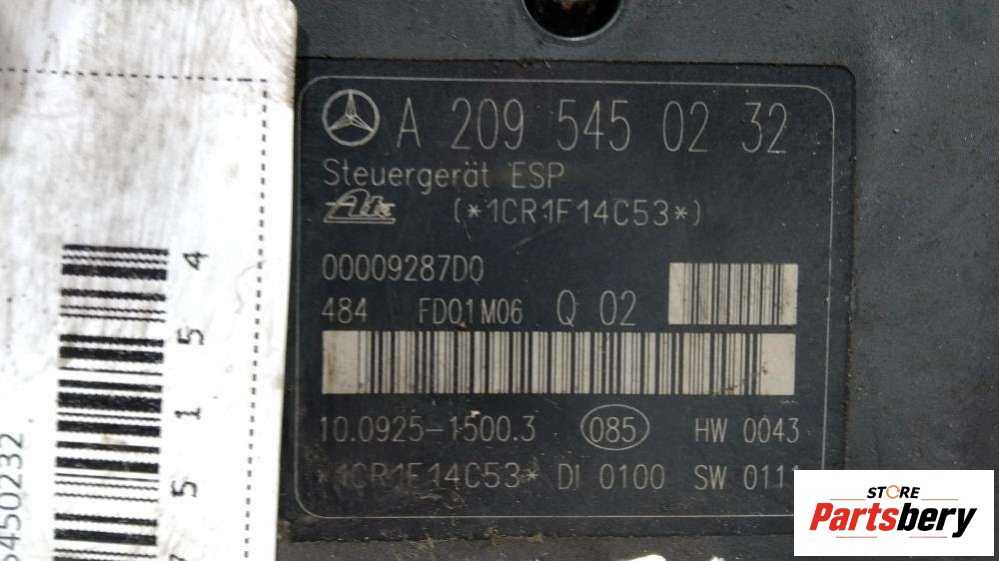 A 209 545 02 32
Steuergerät ESP
Ate (*1CR1F14C53*)
00009287D0
484 FD01M06 Q 02
10.0925-1500.3 085 HW 0043
*1CR1F14C53* DI 0100 SW 011
5450232
5 1 5 4
STORE
Partsbery